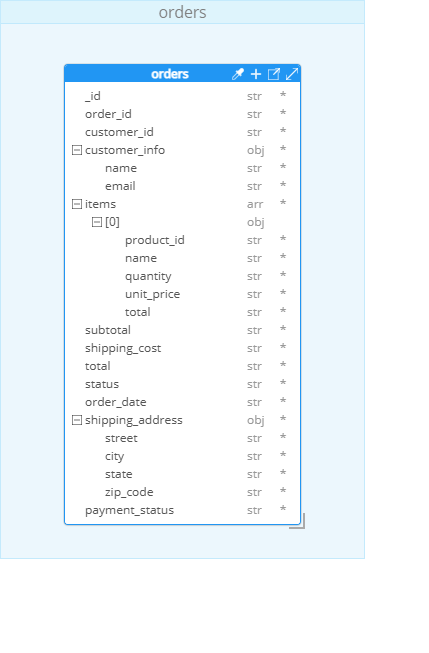 orders
orders
_id str *
order_id str *
customer_id str *
customer_info obj *
name str *
email str *
items arr *
[0] obj
product_id str *
name str *
quantity str *
unit_price str *
total str *
subtotal str *
shipping_cost str *
total str *
status str *
order_date str *
shipping_address obj *
street str *
city str *
state str *
zip_code str *
payment_status str *